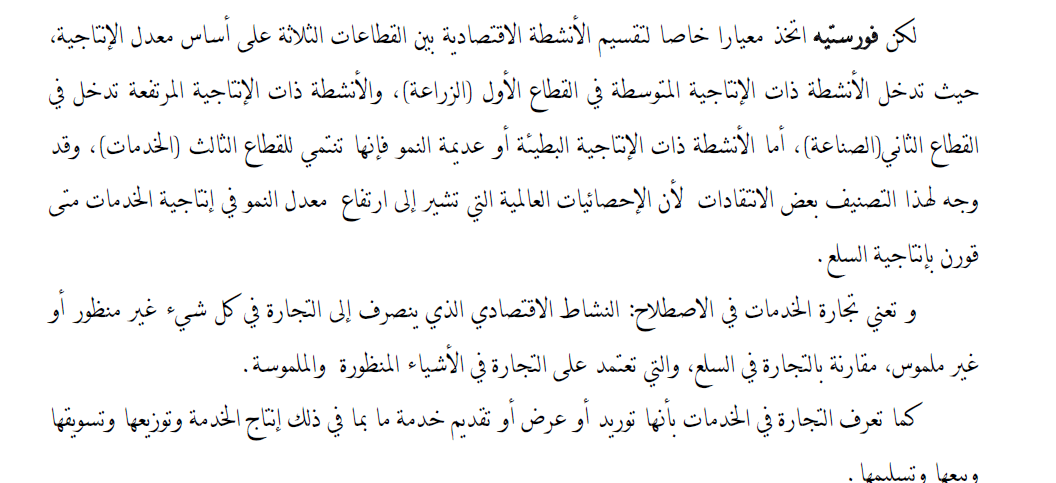 لكن فورستيه اتخذ معيارا خاصا لتقسيم الأنشطة الاقتصادية بين القطاعات الثلاثة على أساس معدل الإنتاجية،
حيث تدخل الأنشطة ذات الإنتاجية المتوسطة في القطاع الأول (الزراعة)، والأنشطة ذات الإنتاجية المرتفعة تدخل في
القطاع الثاني(الصناعة)، أما الأنشطة ذات الإنتاجية البطيئة أو عديمة النمو فإنها تنتمي للقطاع الثالث (الخدمات)، وقد
وجه لهذا التصنيف بعض الانتقادات لأن الإحصائيات العالمية التي تشير إلى ارتفاع معدل النمو في إنتاجية الخدمات متى
قورن بإنتاجية السلع.
و تعني تجارة الخدمات في الاصطلاح: النشاط الاقتصادي الذي ينصرف إلى التجارة في كل شيء غير منظور أو
غير ملموس، مقارنة بالتجارة في السلع، والتي تعتمد على التجارة في الأشياء المنظورة والملموسة.
كما تعرف التجارة في الخدمات بأنها توريد أو عرض أو تقديم خدمة ما بما في ذلك إنتاج الخدمة وتوزيعها وتسويقها
وبيعها وتسليمها.